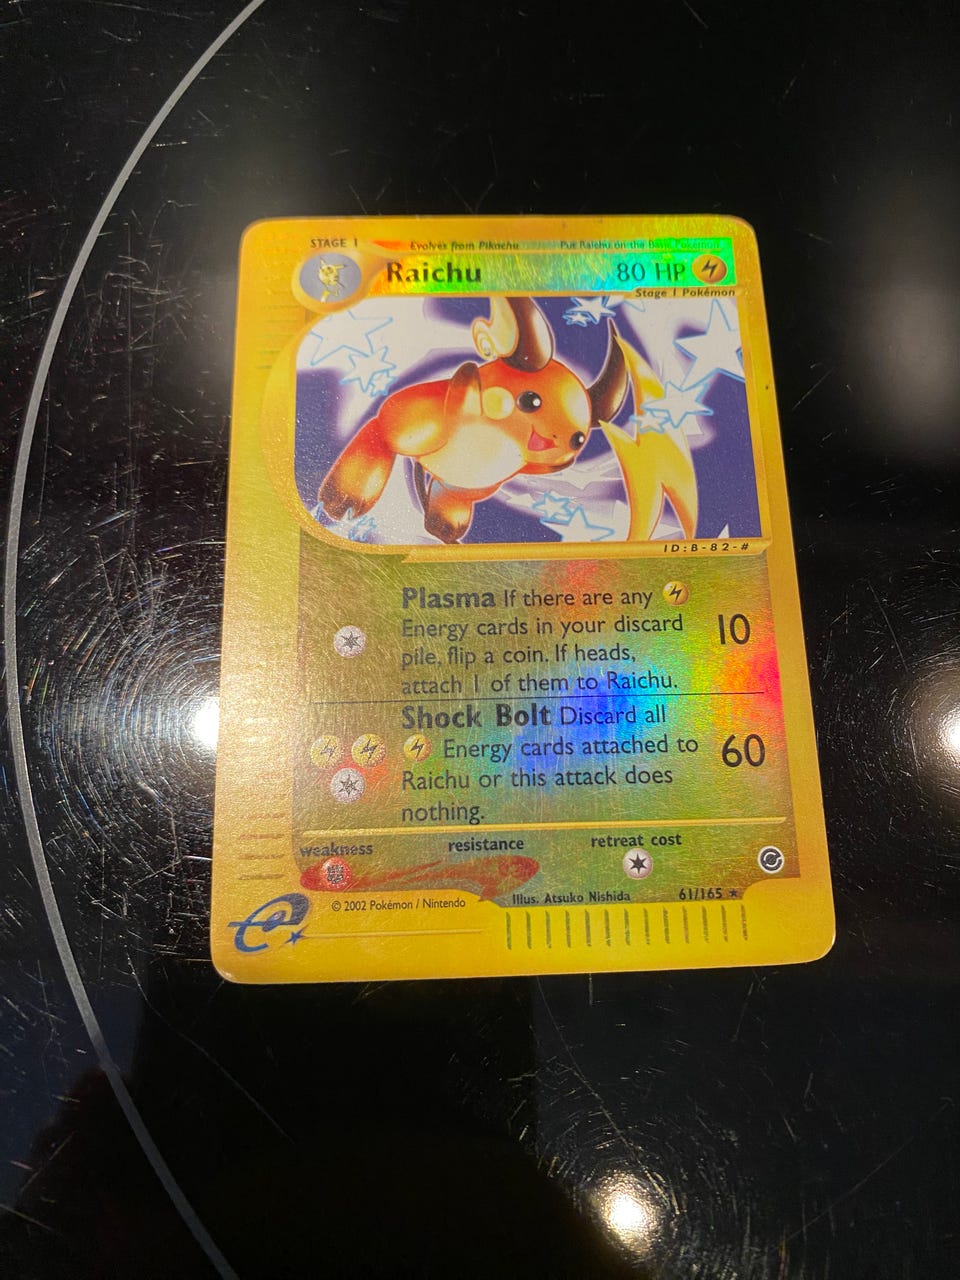 STAGE 1 Evolves from Pikachu Put Raichu on the Basic Pokémon
Raichu 80 HP
Stage 1 Pokémon
ID:B-82-#
Plasma If there are any
Energy cards in your discard 10
pile, flip a coin. If heads,
attach 1 of them to Raichu.
Shock Bolt Discard all
Energy cards attached to 60
Raichu or this attack does
nothing.
weakness resistance retreat cost
Illus. Atsuko Nishida 61/165 ★
e © 2002 Pokémon / Nintendo